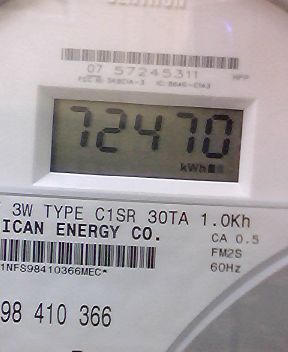 07 57245311
72470
kWh
3W TYPE C1SR 30TA 1.0Kh
ICAN ENERGY CO.
CA 0.5
FM2S
1NFS98410366MEC*
60Hz
98 410 366